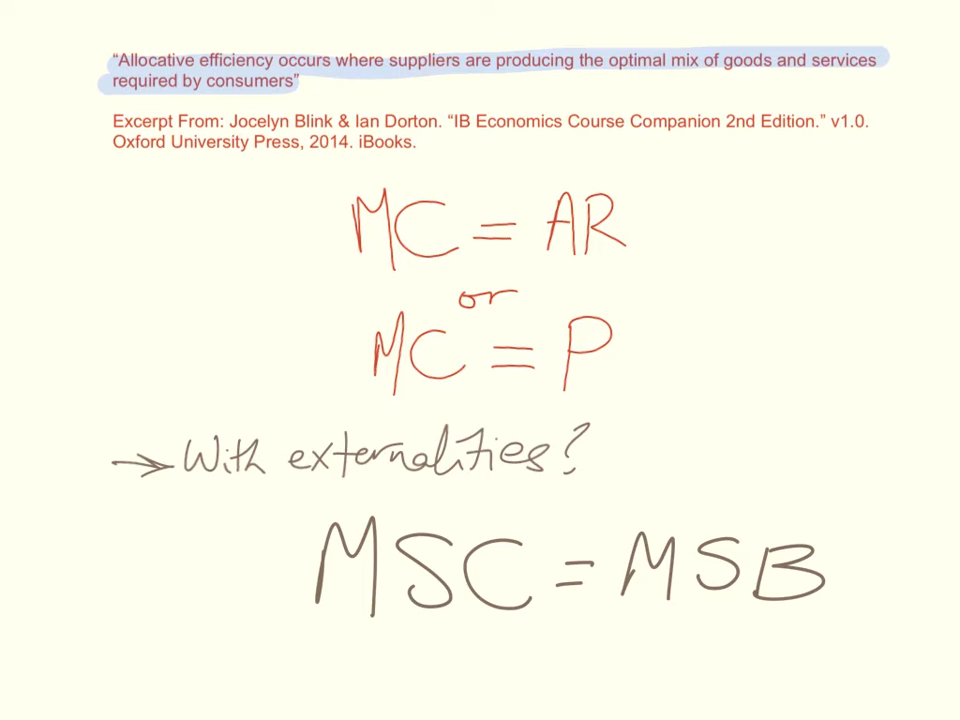 “Allocative efficiency occurs where suppliers are producing the optimal mix of goods and services
required by consumers”
Excerpt From: Jocelyn Blink & Ian Dorton. “IB Economics Course Companion 2nd Edition.” v1.0.
Oxford University Press, 2014. iBooks.
MC = AR
or
MC = P
→ With externalities?
MSC = MSB